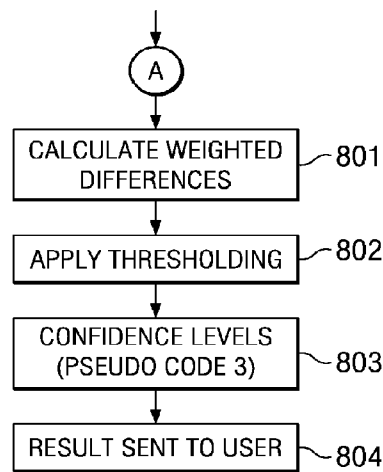 A
CALCULATE WEIGHTED
DIFFERENCES
801
APPLY THRESHOLDING
802
CONFIDENCE LEVELS
(PSEUDO CODE 3)
803
RESULT SENT TO USER
804